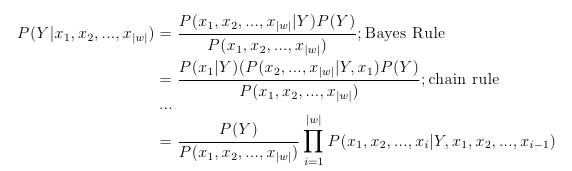 P(Y|x_1, x_2, ..., x_{|w|}) = \frac{P(x_1, x_2, ..., x_{|w|}|Y)P(Y)}{P(x_1, x_2, ..., x_{|w|})}; Bayes Rule
= \frac{P(x_1|Y)(P(x_2, ..., x_{|w|}|Y, x_1)P(Y)}{P(x_1, x_2, ..., x_{|w|})}; chain rule
...
= \frac{P(Y)}{P(x_1, x_2, ..., x_{|w|})} \prod_{i=1}^{|w|} P(x_1, x_2, ..., x_i|Y, x_1, x_2, ..., x_{i-1})